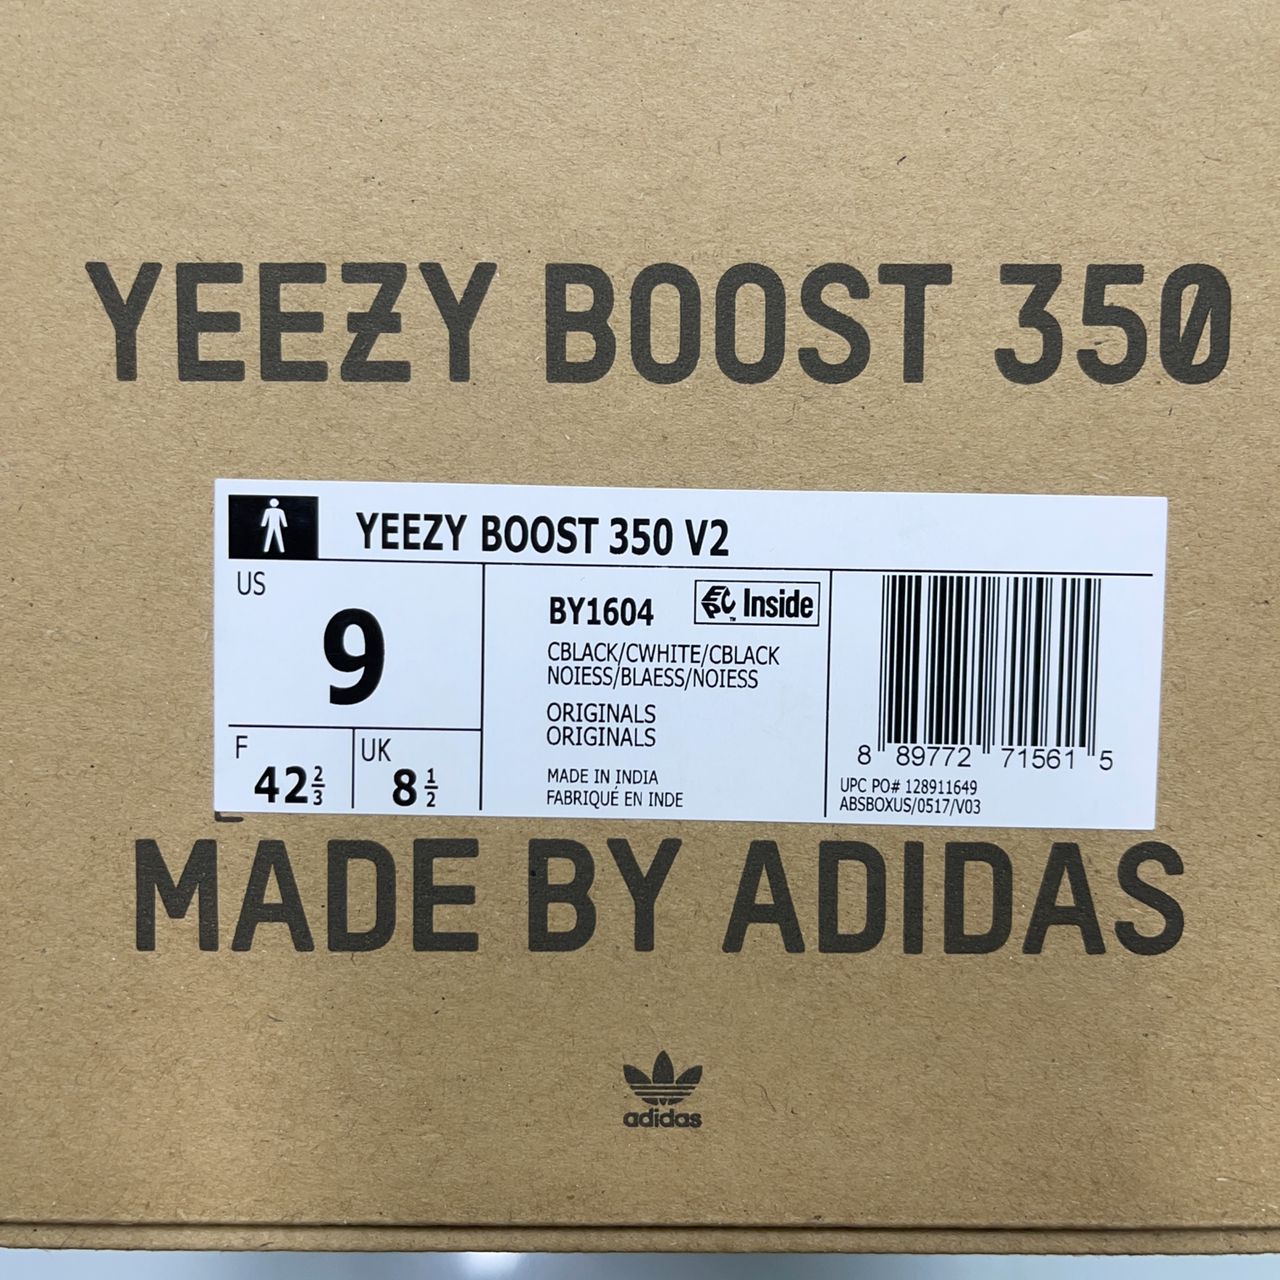 YEEZY BOOST 350
YEEZY BOOST 350 V2
US
9
F
42 2/3
UK
8 1/2
BY1604
EPC™ Inside
CBLACK/CWHITE/CBLACK
NOIESS/BLAESS/NOIESS
ORIGINALS
ORIGINALS
MADE IN INDIA
FABRIQUÉ EN INDE
8 89772 71561 5
UPC PO# 128911649
ABSBOXUS/0517/V03
MADE BY ADIDAS
adidas